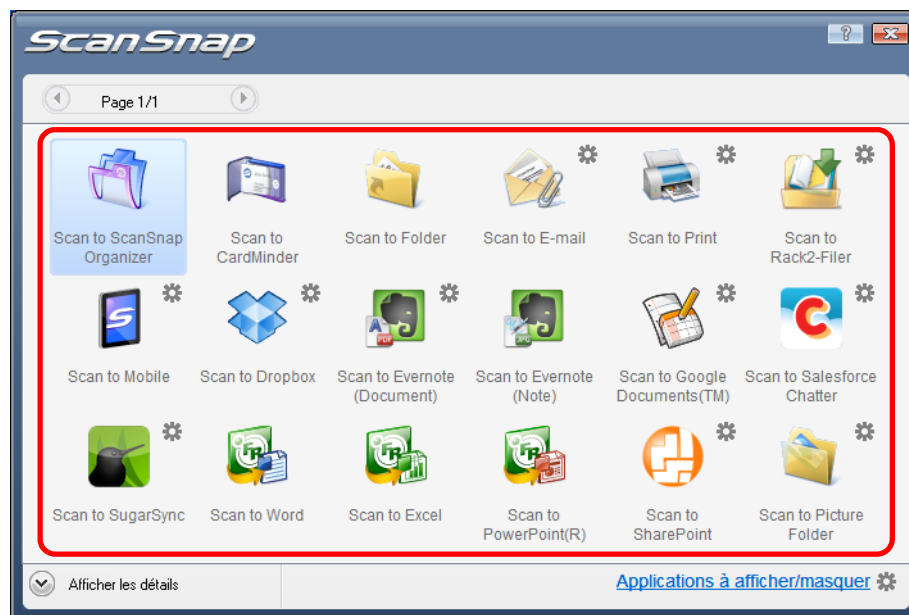 ScanSnap
?
Page 1/1
Scan to ScanSnap
Organizer
Scan to
CardMinder
Scan to Folder
Scan to E-mail
Scan to Print
Scan to
Rack2-Filer
Scan to Mobile
Scan to Dropbox
Scan to Evernote
(Document)
Scan to Evernote
(Note)
Scan to Google
Documents(TM)
Scan to Salesforce
Chatter
Scan to SugarSync
Scan to Word
Scan to Excel
Scan to
PowerPoint(R)
Scan to
SharePoint
Scan to Picture
Folder
Afficher les détails
Applications à afficher/masquer